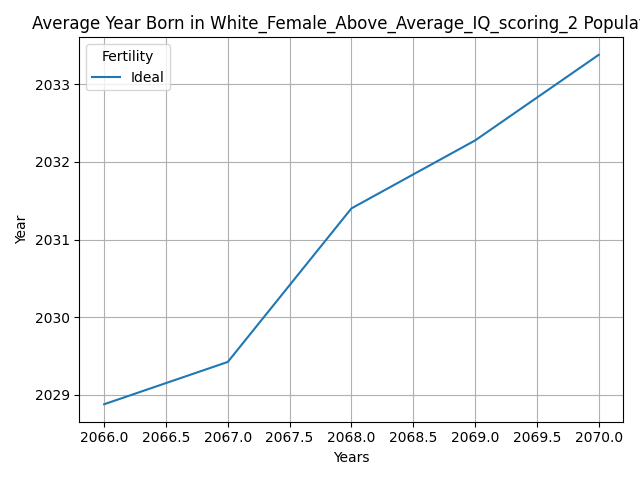 Average Year Born in White_Female_Above_Average_IQ_scoring_2 Popula
Fertility
Ideal
2033
2032
2031
2030
2029
Year
2066.0 2066.5 2067.0 2067.5 2068.0 2068.5 2069.0 2069.5 2070.0
Years